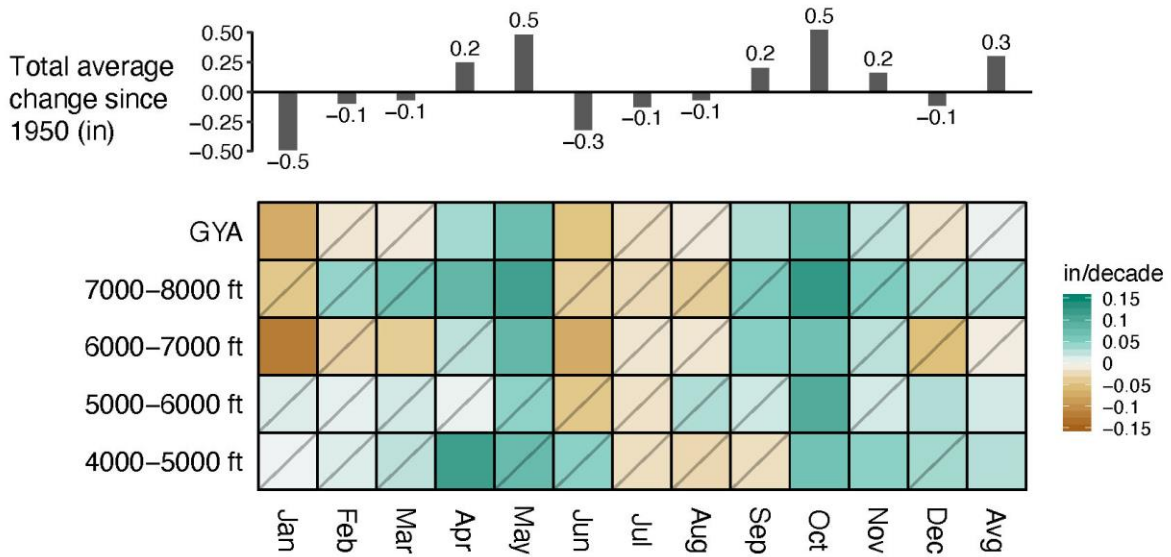 0.50
0.25
0.00
−0.25
−0.50
Total average
change since
1950 (in)
−0.5
−0.1
−0.1
0.2
0.5
−0.3
−0.1
−0.1
0.2
0.5
0.2
−0.1
0.3
GYA
7000−8000 ft
6000−7000 ft
5000−6000 ft
4000−5000 ft
in/decade
0.15
0.1
0.05
0
−0.05
−0.1
−0.15
Jan
Feb
Mar
Apr
May
Jun
Jul
Aug
Sep
Oct
Nov
Dec
Avg